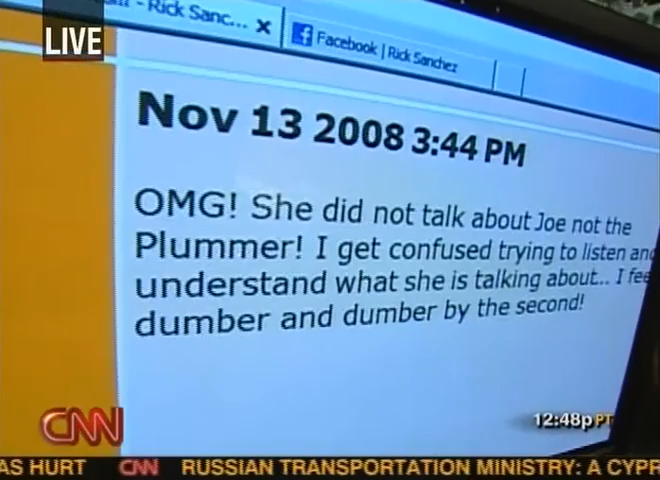 LIVE
- Rick Sanc... x
Facebook | Rick Sanchez
Nov 13 2008 3:44 PM
OMG! She did not talk about Joe not the
Plummer! I get confused trying to listen and
understand what she is talking about.. I fee
dumber and dumber by the second!
CNN
12:48p PT
AS HURT CNN RUSSIAN TRANSPORTATION MINISTRY: A CYPR